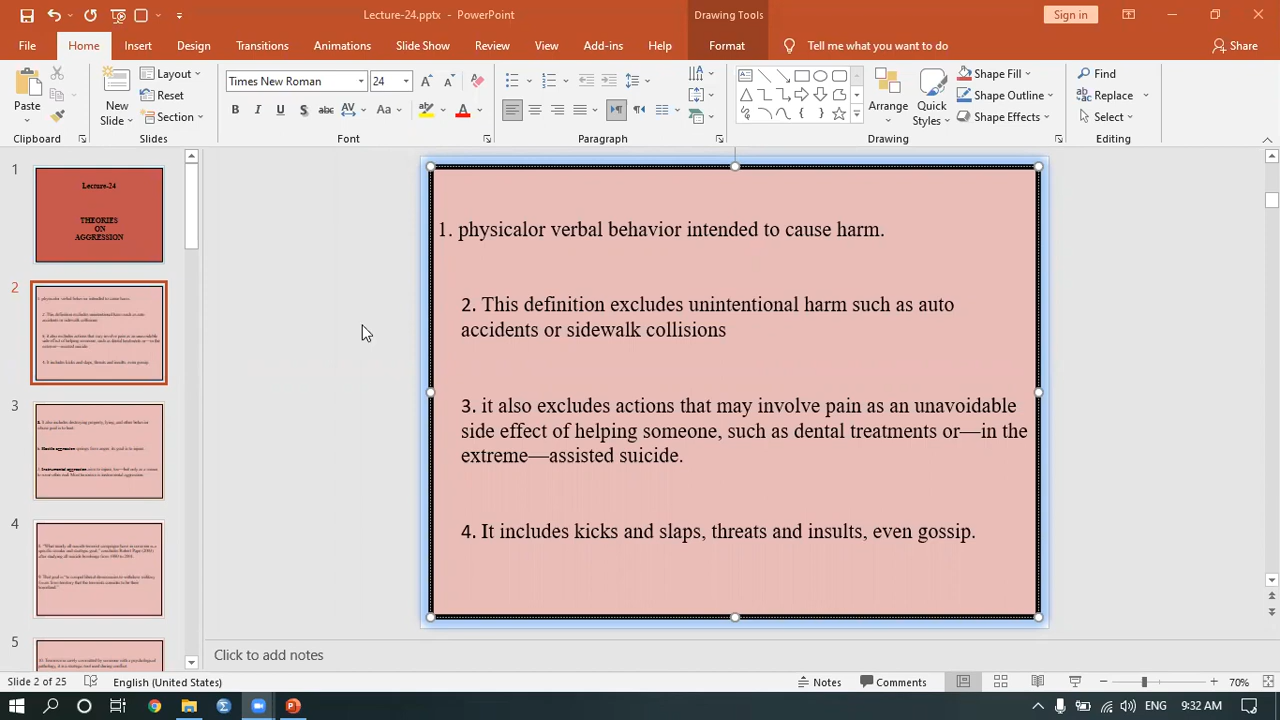 Lecture-24.pptx - PowerPoint
Drawing Tools
Sign in
File Home Insert Design Transitions Animations Slide Show Review View Add-ins Help Format Tell me what you want to do Share
Paste
New Slide
Layout
Reset
Section
Times New Roman 24
Arrange
Quick Styles
Shape Fill
Shape Outline
Shape Effects
Find
Replace
Select
Clipboard Slides Font Paragraph Drawing Editing
1
Lecture-24
THEORIES
ON
AGGRESSION
2
3
4
5
1. physicalor verbal behavior intended to cause harm.
2. This definition excludes unintentional harm such as auto
accidents or sidewalk collisions
3. it also excludes actions that may involve pain as an unavoidable
side effect of helping someone, such as dental treatments or—in the
extreme—assisted suicide.
4. It includes kicks and slaps, threats and insults, even gossip.
Click to add notes
Slide 2 of 25 English (United States) Notes Comments 70%
ENG 9:32 AM